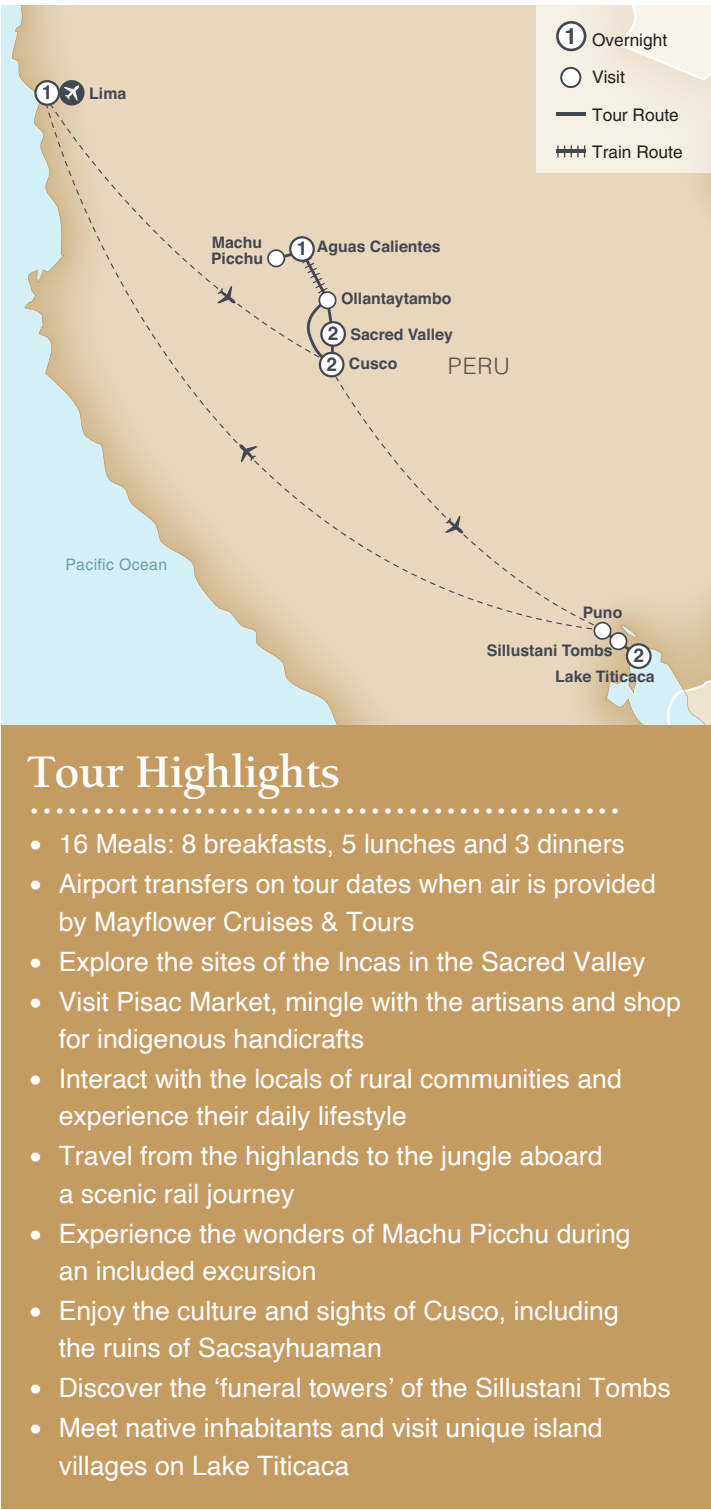 1 Overnight
Visit
Tour Route
Train Route
1 Lima
Machu
Picchu
1 Aguas Calientes
Ollantaytambo
2 Sacred Valley
2 Cusco
PERU
Pacific Ocean
Puno
Sillustani Tombs
2
Lake Titicaca
Tour Highlights
• 16 Meals: 8 breakfasts, 5 lunches and 3 dinners
• Airport transfers on tour dates when air is provided
by Mayflower Cruises & Tours
• Explore the sites of the Incas in the Sacred Valley
• Visit Pisac Market, mingle with the artisans and shop
for indigenous handicrafts
• Interact with the locals of rural communities and
experience their daily lifestyle
• Travel from the highlands to the jungle aboard
a scenic rail journey
• Experience the wonders of Machu Picchu during
an included excursion
• Enjoy the culture and sights of Cusco, including
the ruins of Sacsayhuaman
• Discover the ‘funeral towers’ of the Sillustani Tombs
• Meet native inhabitants and visit unique island
villages on Lake Titicaca